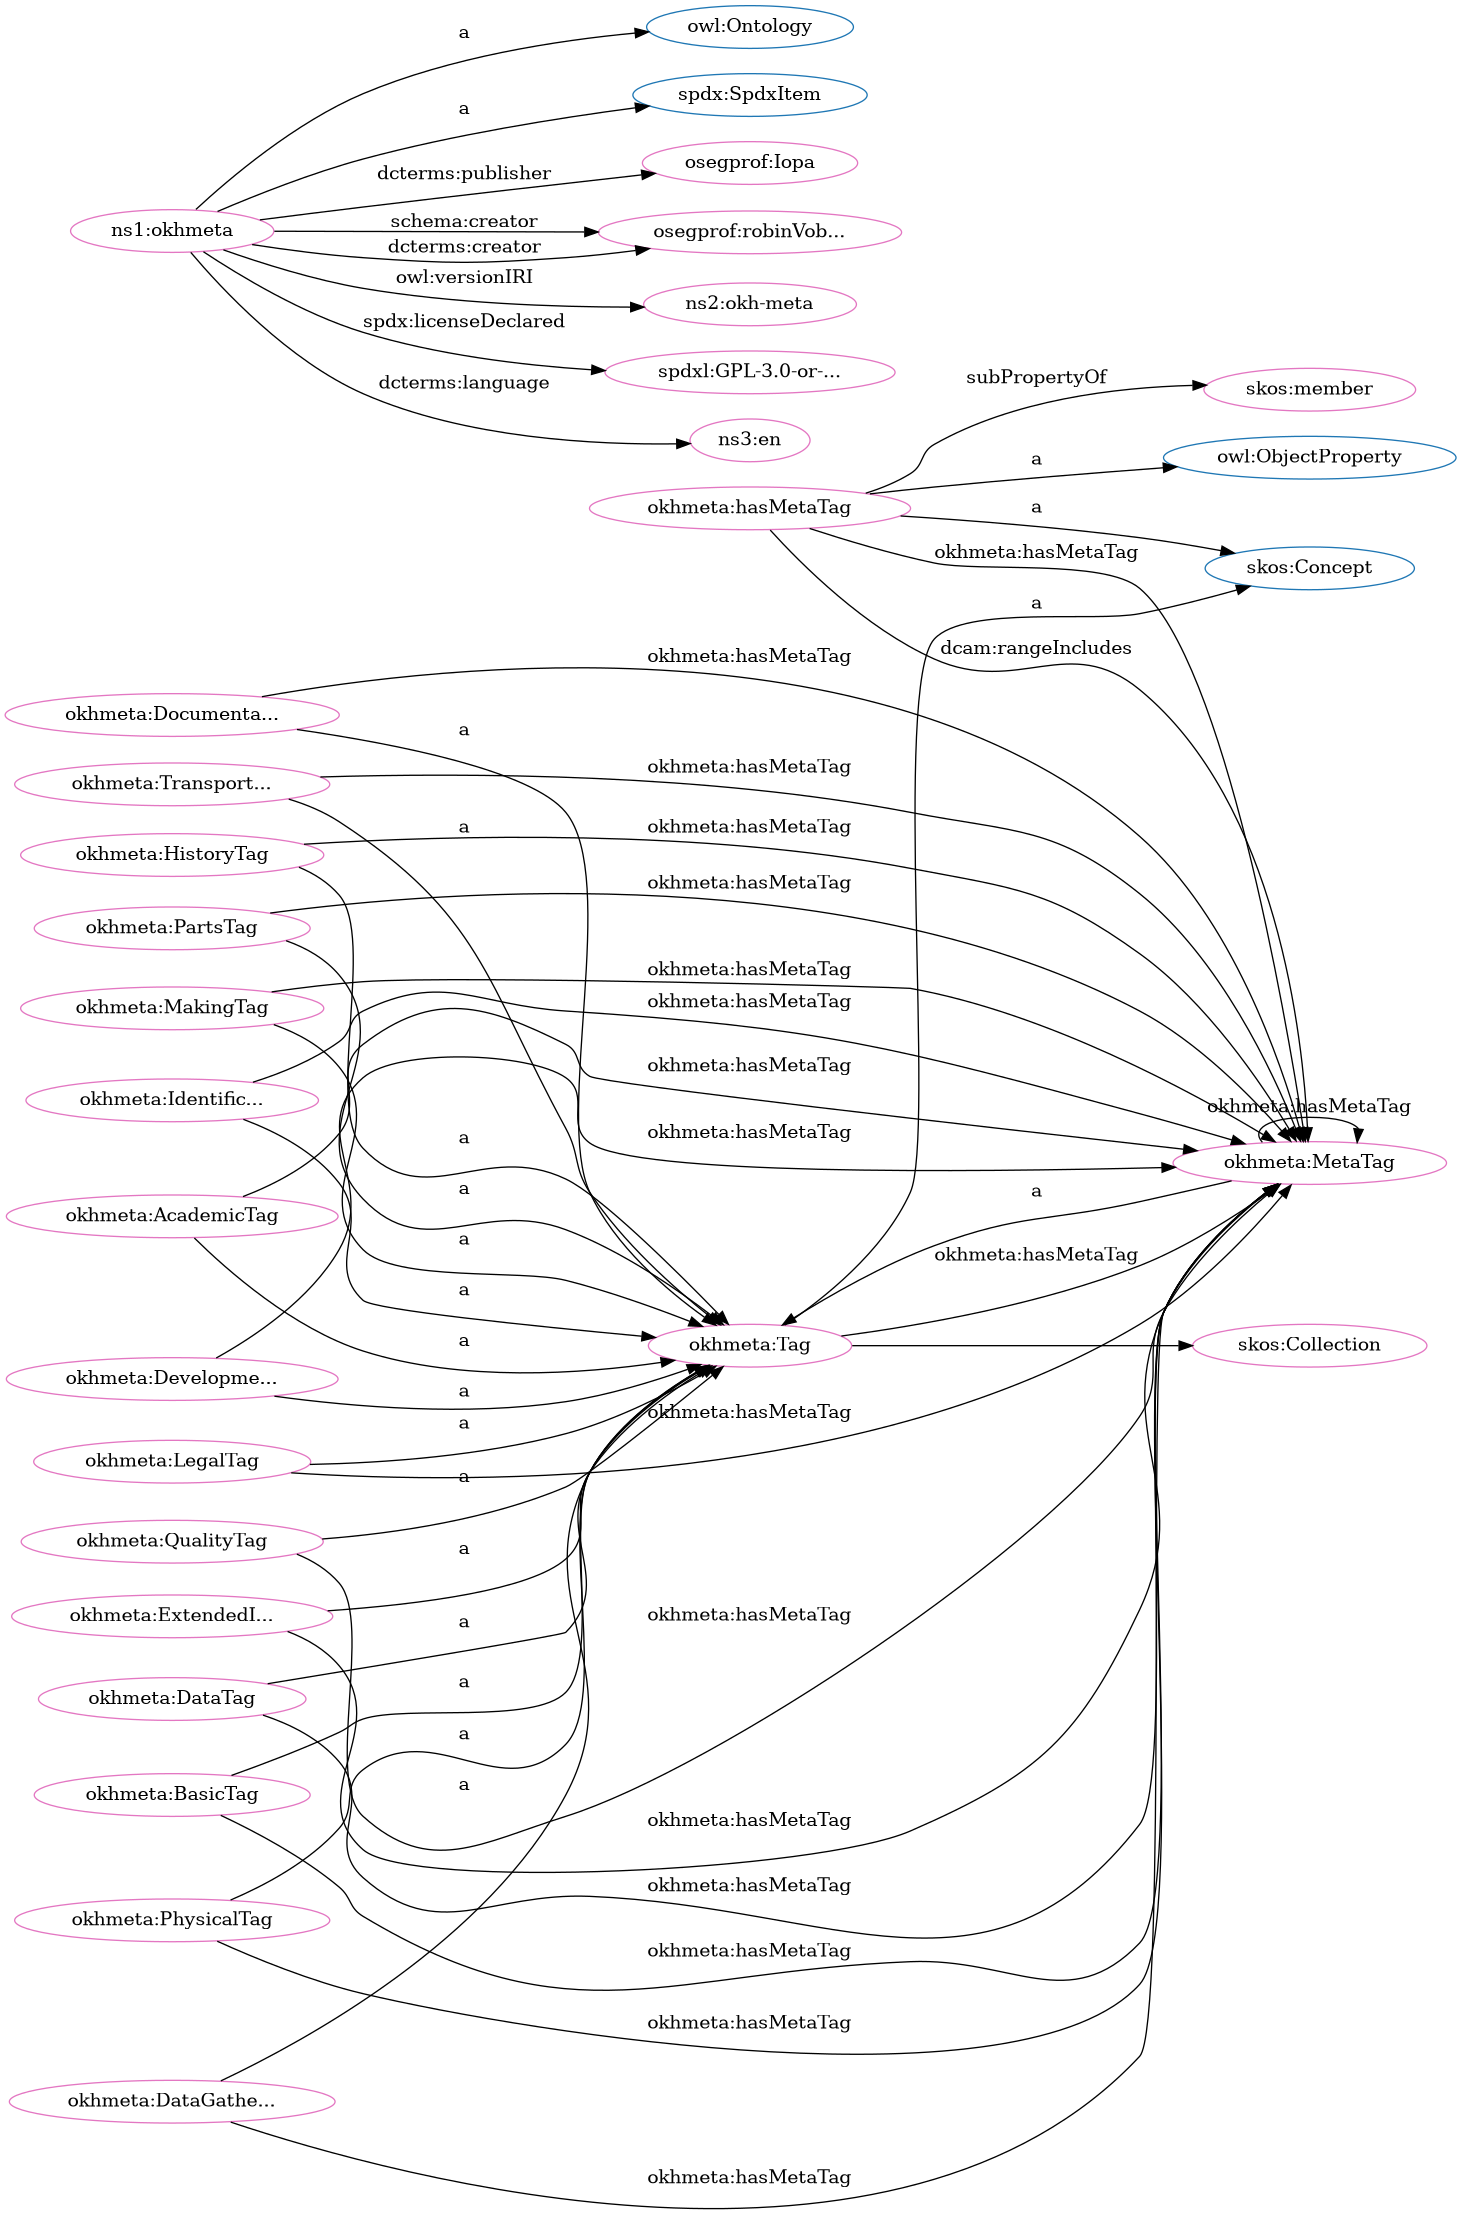 a
owl:Ontology
a
spdx:SpdxItem
dcterms:publisher
osegprof:Iopa
ns1:okhmeta
schema:creator
osegprof:robinVob...
dcterms:creator
owl:versionIRI
ns2:okh-meta
spdx:licenseDeclared
spdxl:GPL-3.0-or-...
dcterms:language
ns3:en
subPropertyOf
skos:member
a
owl:ObjectProperty
okhmeta:hasMetaTag
a
okhmeta:hasMetaTag
skos:Concept
a
dcam:rangeIncludes
okhmeta:hasMetaTag
okhmeta:Documenta...
a
okhmeta:hasMetaTag
okhmeta:Transport...
a
okhmeta:hasMetaTag
okhmeta:HistoryTag
okhmeta:hasMetaTag
okhmeta:PartsTag
okhmeta:hasMetaTag
okhmeta:MakingTag
okhmeta:hasMetaTag
okhmeta:hasMetaTag
okhmeta:Identific...
okhmeta:hasMetaTag
okhmeta:hasMetaTag
a
okhmeta:MetaTag
a
a
okhmeta:AcademicTag
a
okhmeta:hasMetaTag
a
a
okhmeta:Tag
skos:Collection
okhmeta:Developme...
a
okhmeta:hasMetaTag
a
okhmeta:LegalTag
a
okhmeta:QualityTag
a
okhmeta:ExtendedI...
okhmeta:hasMetaTag
a
a
okhmeta:DataTag
a
a
okhmeta:BasicTag
okhmeta:hasMetaTag
okhmeta:hasMetaTag
okhmeta:PhysicalTag
okhmeta:hasMetaTag
okhmeta:hasMetaTag
okhmeta:DataGathe...
okhmeta:hasMetaTag